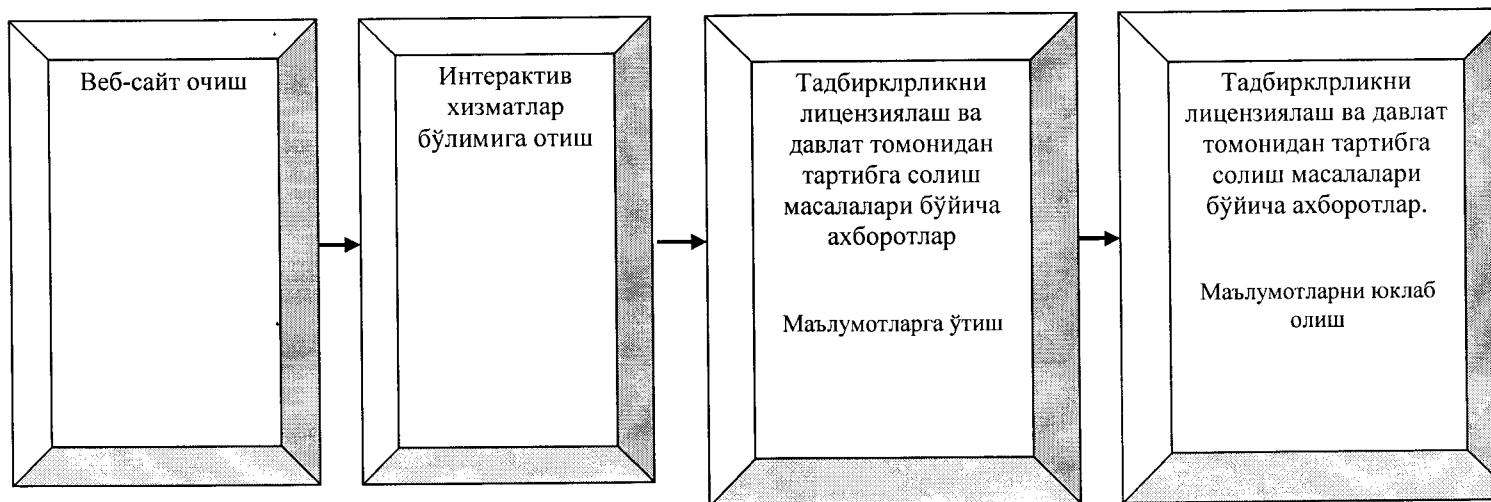 Веб-сайт очиш
Интерактив
хизматлар
бўлимига отиш
Тадбирклрликни
лицензиялаш ва
давлат томонидан
тартибга солиш
масалалари бўйича
ахборотлар
Маълумотларга ўтиш
Тадбирклрликни
лицензиялаш ва давлат
томонидан тартибга
солиш масалалари
бўйича ахборотлар.
Маълумотларни юклаб
олиш